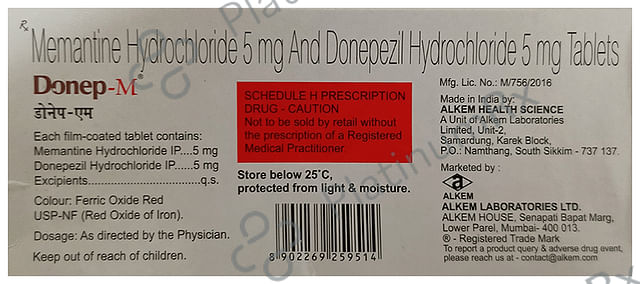 Rx
Memantine Hydrochloride 5 mg And Donepezil Hydrochloride 5 mg Tablets
Donep-M®
डोनेप-एम
Each film-coated tablet contains:
Memantine Hydrochloride IP....5 mg
Donepezil Hydrochloride IP.....5 mg
Excipients................................q.s.
Colour: Ferric Oxide Red
USP-NF (Red Oxide of Iron).
Dosage: As directed by the Physician.
Keep out of reach of children.
SCHEDULE H PRESCRIPTION
DRUG - CAUTION
Not to be sold by retail without
the prescription of a Registered
Medical Practitioner.
Store below 25°C,
protected from light & moisture.
8 902269 259514
Mfg. Lic. No.: M/756/2016
Made in India by:
ALKEM HEALTH SCIENCE
A Unit of Alkem Laboratories
Limited, Unit-2,
Samardung, Karek Block,
P.O.: Namthang, South Sikkim - 737 137.
Marketed by :
ALKEM
ALKEM LABORATORIES LTD.
ALKEM HOUSE, Senapati Bapat Marg,
Lower Parel, Mumbai- 400 013.
® - Registered Trade Mark
To report a product query & adverse drug event,
please reach us at - contact@alkem.com